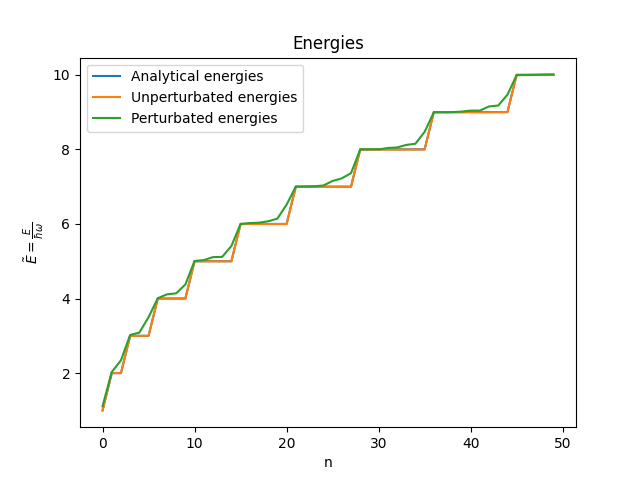 Energies
Analytical energies
Unperturbated energies
Perturbated energies
10
8
6
4
2
Ẽ = E/ħω
0 10 20 30 40 50
n